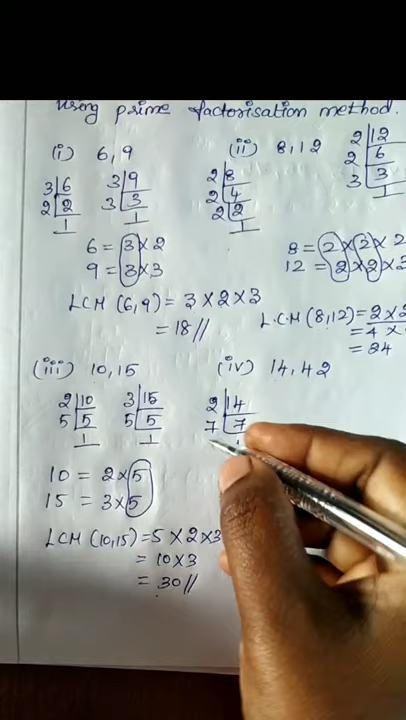 using prime factorisation method.
(i) 6,9
3|6
2|2
1
3|9
3|3
1
6 = 3×2
9 = 3×3
LCM (6,9) = 3×2×3
= 18//
(ii) 8,12
2|8
2|4
2|2
1
2|12
2|6
3|3
1
8 = 2×2×2
12 = 2×2×3
L.C.M (8,12) = 2×2
= 4×
= 24
(iii) 10,15
2|10
5|5
1
3|15
5|5
1
10 = 2×5
15 = 3×5
LCM (10,15) = 5×2×3
= 10×3
= 30//
(iv) 14,42
2|14
7|7
1